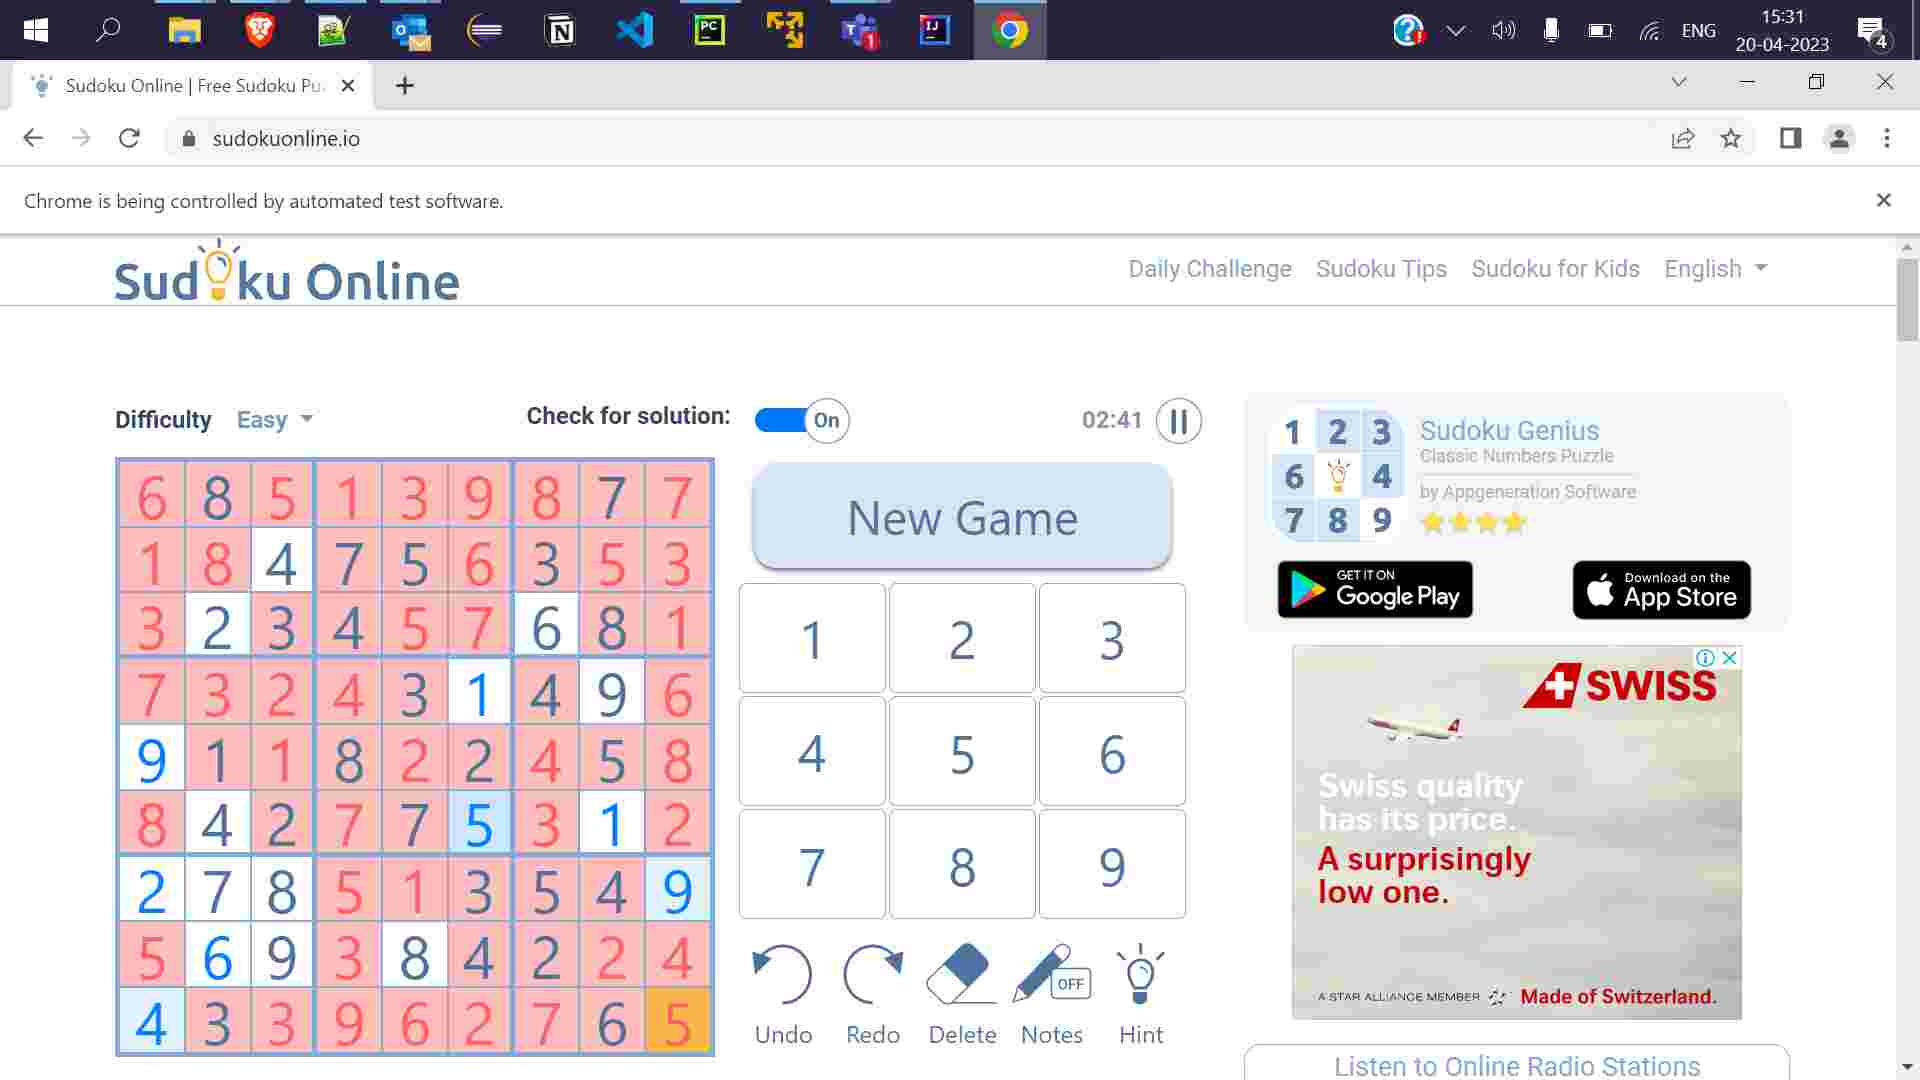 15:31
ENG
20-04-2023
4
PC
T 1
IJ
N
Sudoku Online | Free Sudoku Pu
sudokuonline.io
Chrome is being controlled by automated test software.
Sudoku Online
Daily Challenge Sudoku Tips Sudoku for Kids English
Difficulty Easy Check for solution: On 02:41
6 8 5 1 3 9 8 7 7
1 8 4 7 5 6 3 5 3
3 2 3 4 5 7 6 8 1
7 3 2 4 3 1 4 9 6
9 1 1 8 2 2 4 5 8
8 4 2 7 7 5 3 1 2
2 7 8 5 1 3 5 4 9
5 6 9 3 8 4 2 2 4
4 3 3 9 6 2 7 6 5
New Game
1 2 3
4 5 6
7 8 9
OFF
Undo Redo Delete Notes Hint
1 2 3
6 4
7 8 9
Sudoku Genius
Classic Numbers Puzzle
by Appgeneration Software
GET IT ON
Google Play
Download on the
App Store
SWISS
Swiss quality
has its price.
A surprisingly
low one.
A STAR ALLIANCE MEMBER Made of Switzerland.
Listen to Online Radio Stations